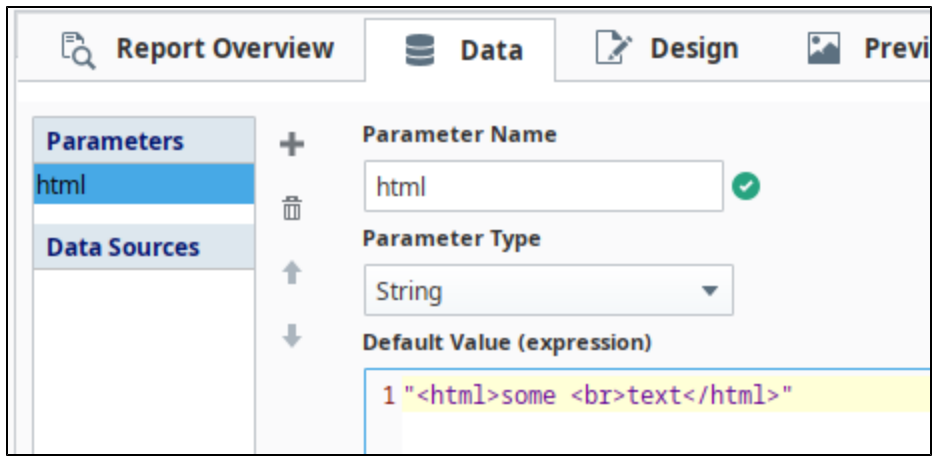 Report Overview Data Design Previ
Parameters
html
Data Sources
Parameter Name
html
Parameter Type
String
Default Value (expression)
1 "<html>some <br>text</html>"